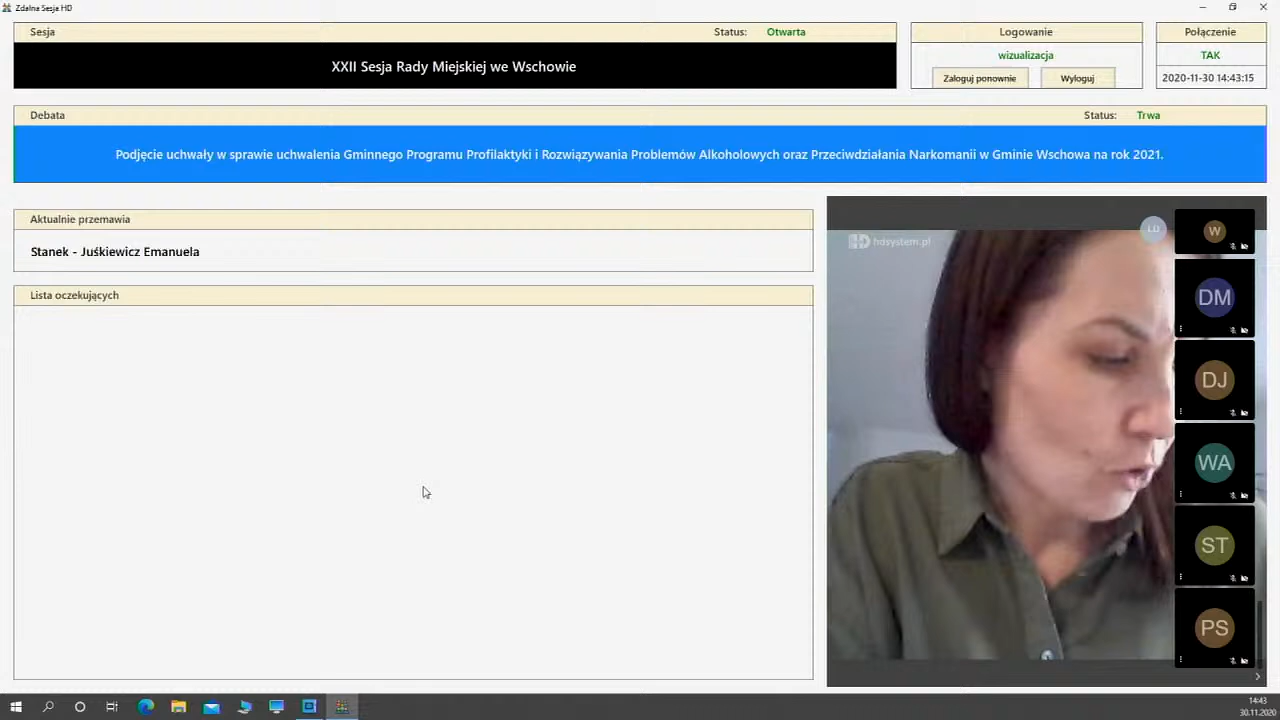 Zdalna Sesja HD
Sesja
Status: Otwarta
XXII Sesja Rady Miejskiej we Wschowie
Logowanie
wizualizacja
Zaloguj ponownie
Wyloguj
Połączenie
TAK
2020-11-30 14:43:15
Debata
Status: Trwa
Podjęcie uchwały w sprawie uchwalenia Gminnego Programu Profilaktyki i Rozwiązywania Problemów Alkoholowych oraz Przeciwdziałania Narkomanii w Gminie Wschowa na rok 2021.
Aktualnie przemawia
Stanek - Juśkiewicz Emanuela
Lista oczekujących
HD hdsystem.pl
LD
W
DM
DJ
WA
ST
PS
14:43
30.11.2020